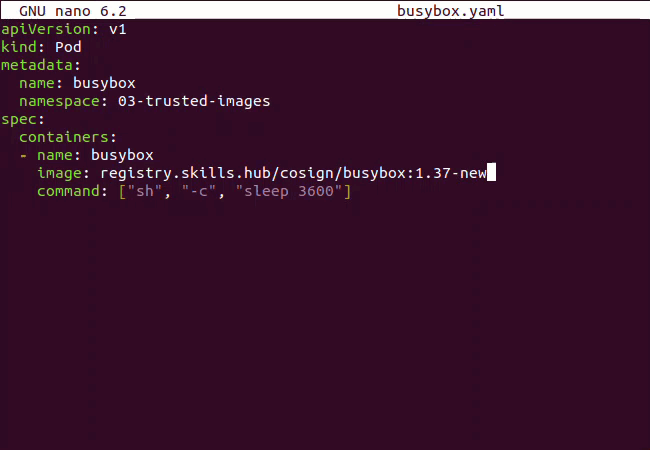 GNU nano 6.2 busybox.yaml
apiVersion: v1
kind: Pod
metadata:
  name: busybox
  namespace: 03-trusted-images
spec:
  containers:
  - name: busybox
    image: registry.skills.hub/cosign/busybox:1.37-new
    command: ["sh", "-c", "sleep 3600"]